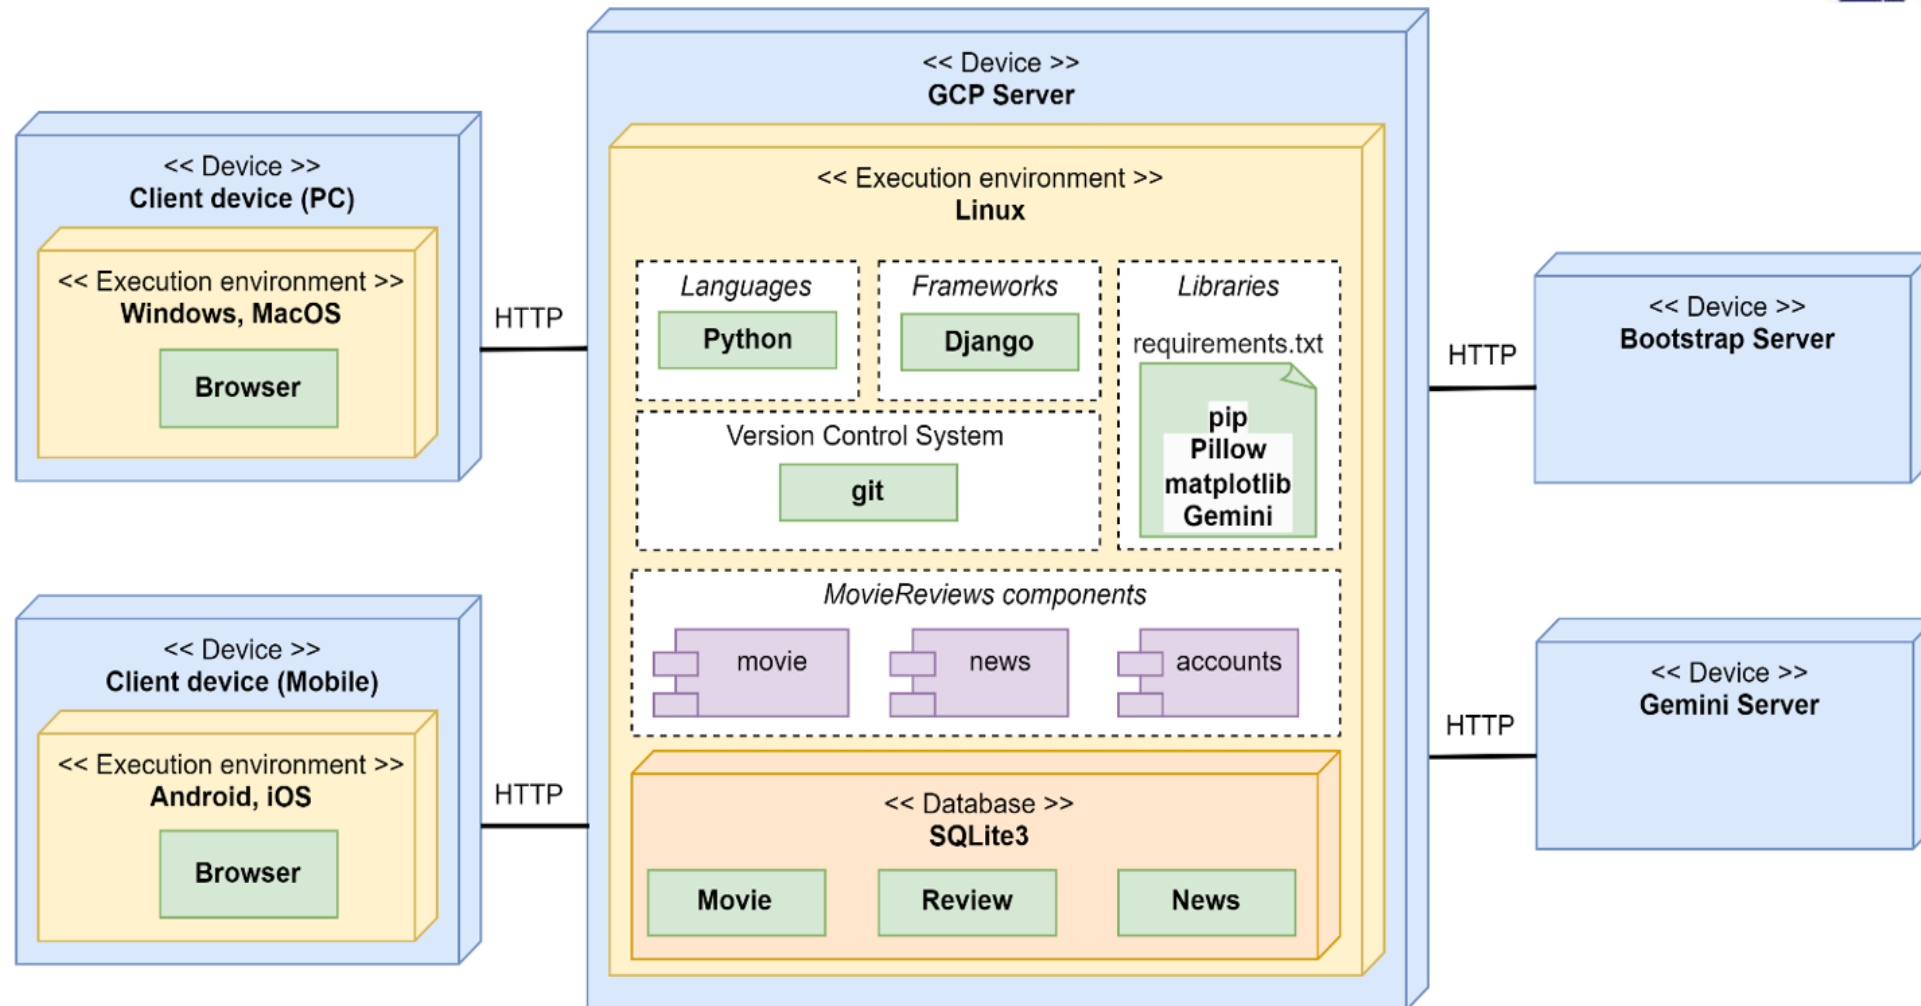 << Device >>
GCP Server
<< Execution environment >>
Linux
<< Device >>
Client device (PC)
<< Execution environment >>
Windows, MacOS
Browser
HTTP
Languages
Python
Frameworks
Django
Libraries
requirements.txt
pip
Pillow
matplotlib
Gemini
Version Control System
git
HTTP
<< Device >>
Bootstrap Server
MovieReviews components
movie
news
accounts
<< Device >>
Client device (Mobile)
<< Execution environment >>
Android, iOS
Browser
HTTP
<< Database >>
SQLite3
Movie
Review
News
HTTP
<< Device >>
Gemini Server